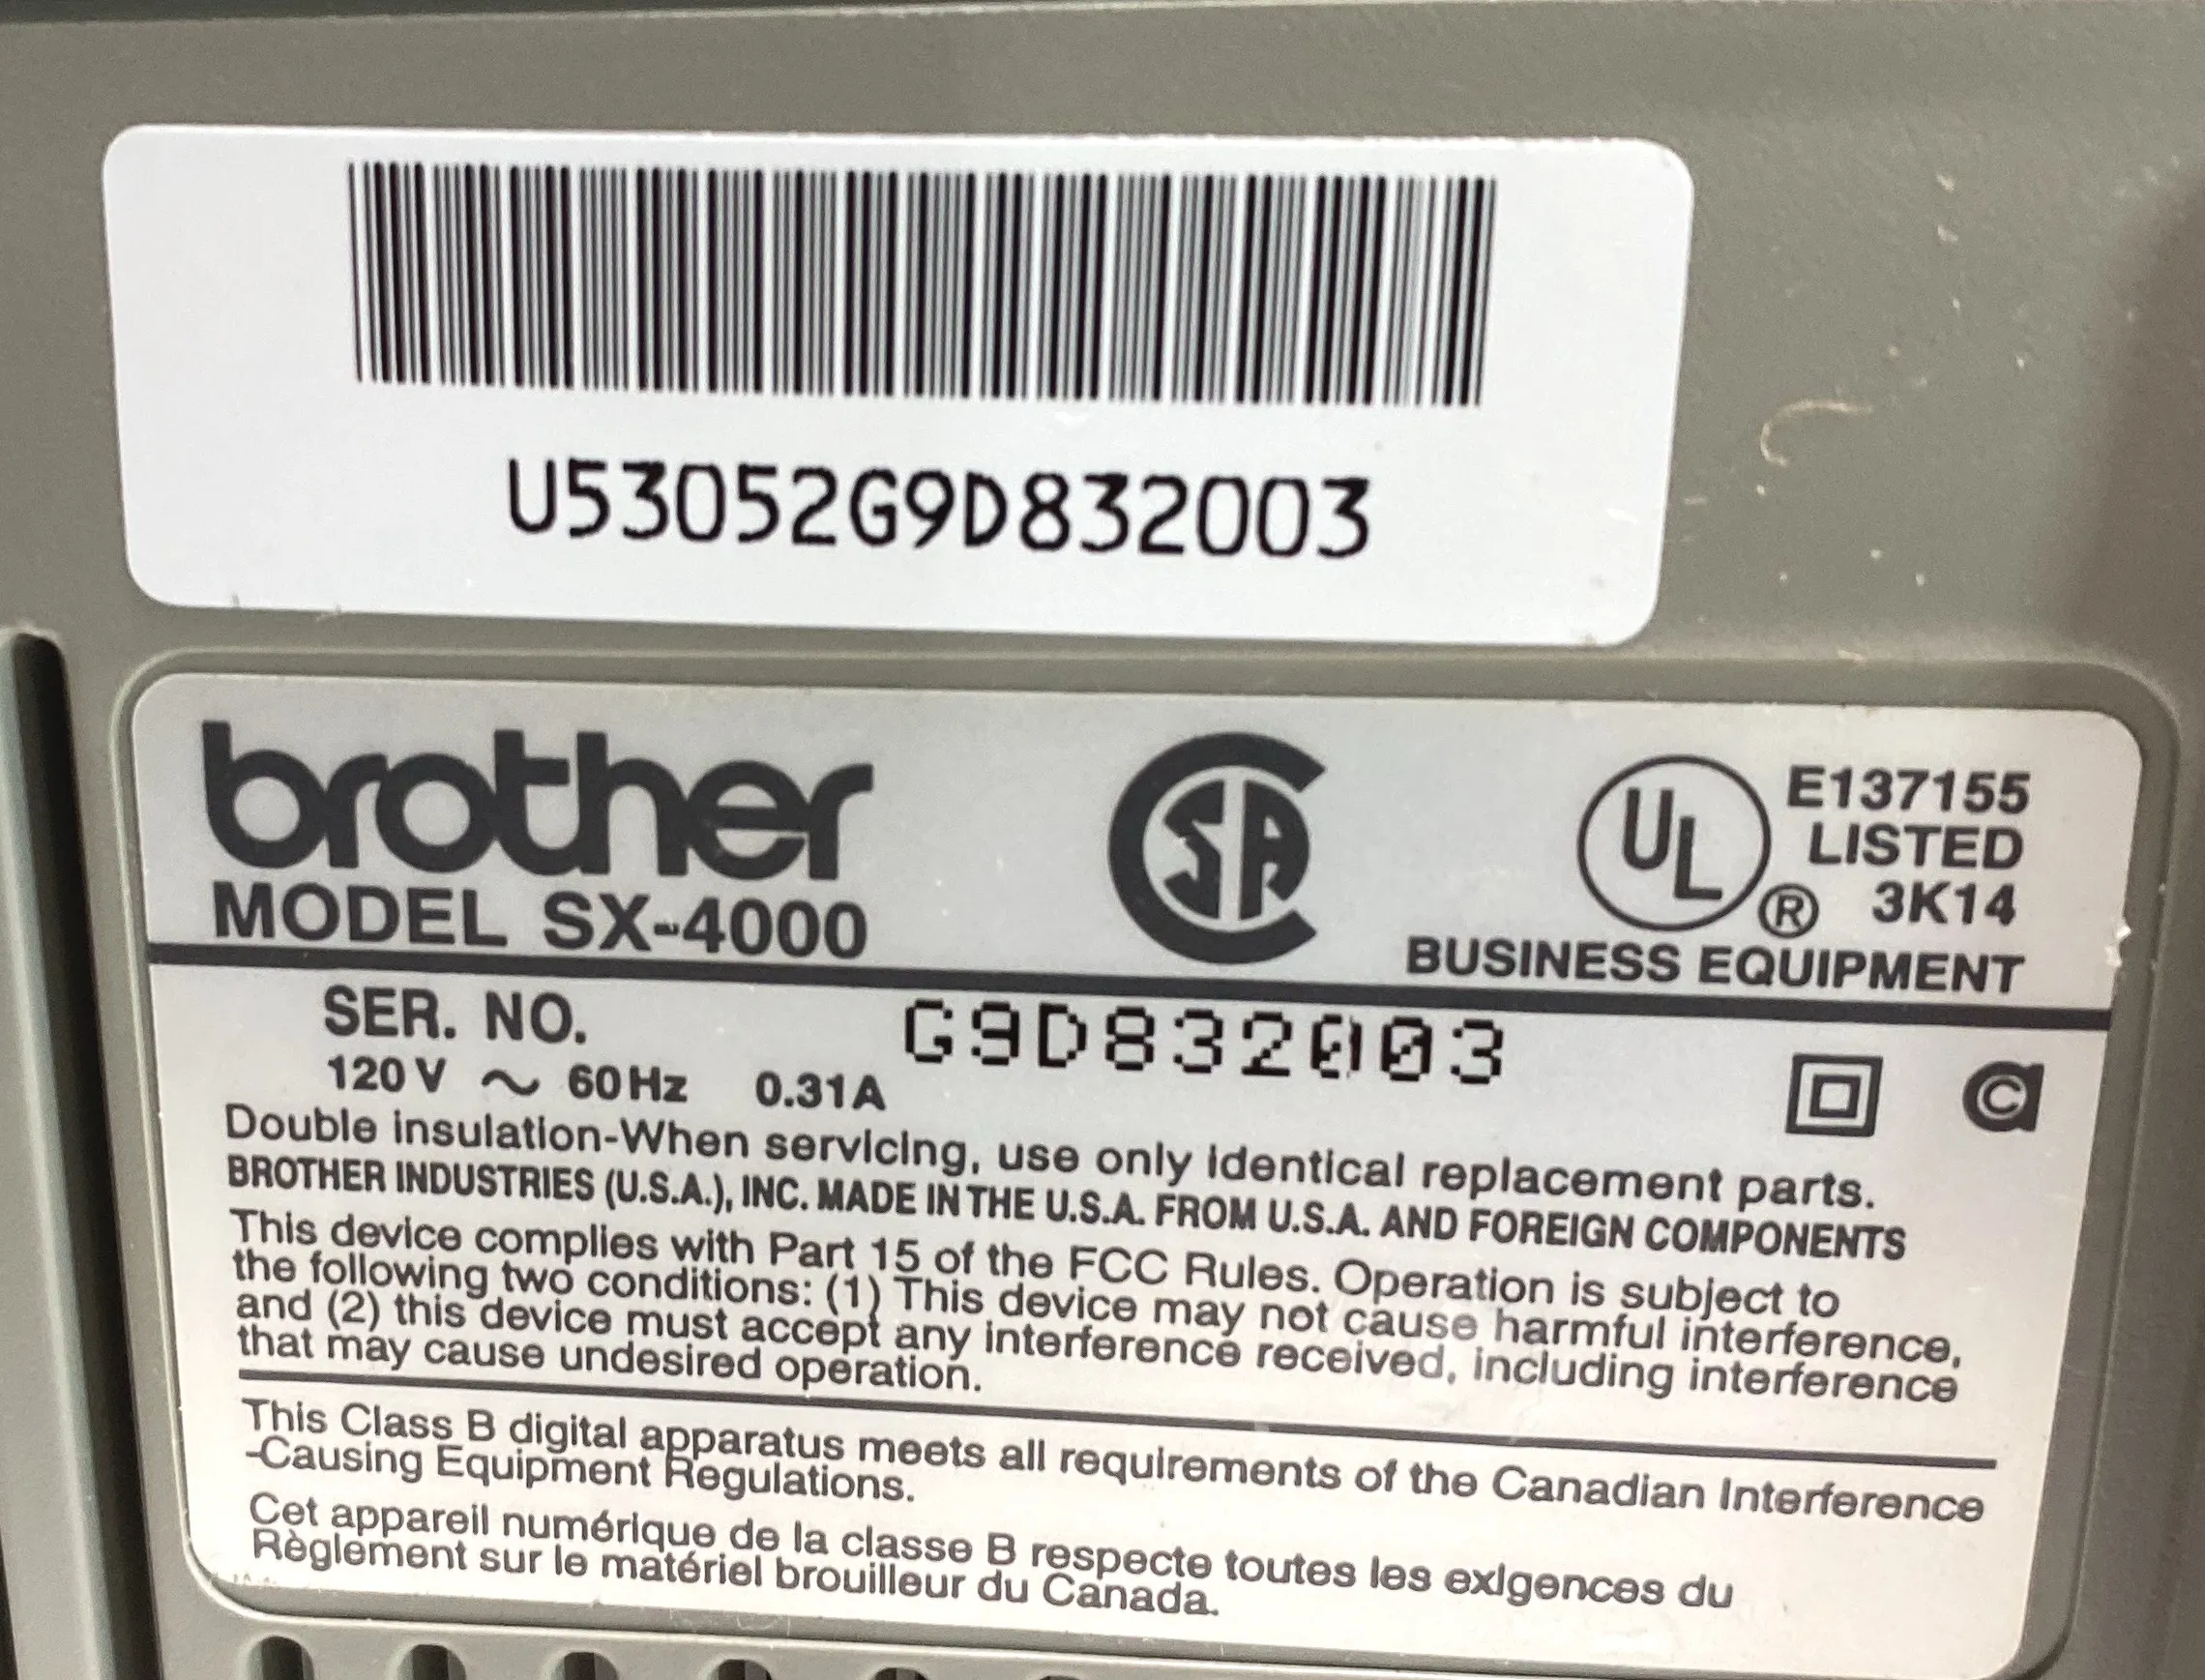 U53052G9D832003
brother
MODEL SX-4000
CSA
UL ® E137155
LISTED
3K14
BUSINESS EQUIPMENT
SER. NO. G9D832003
120 V ~ 60 Hz 0.31A
Double insulation-When servicing, use only identical replacement parts.
BROTHER INDUSTRIES (U.S.A.), INC. MADE IN THE U.S.A. FROM U.S.A. AND FOREIGN COMPONENTS
This device complies with Part 15 of the FCC Rules. Operation is subject to
the following two conditions: (1) This device may not cause harmful interference,
and (2) this device must accept any interference received, including interference
that may cause undesired operation.
This Class B digital apparatus meets all requirements of the Canadian Interference
-Causing Equipment Regulations.
Cet appareil numérique de la classe B respecte toutes les exigences du
Règlement sur le matériel brouilleur du Canada.